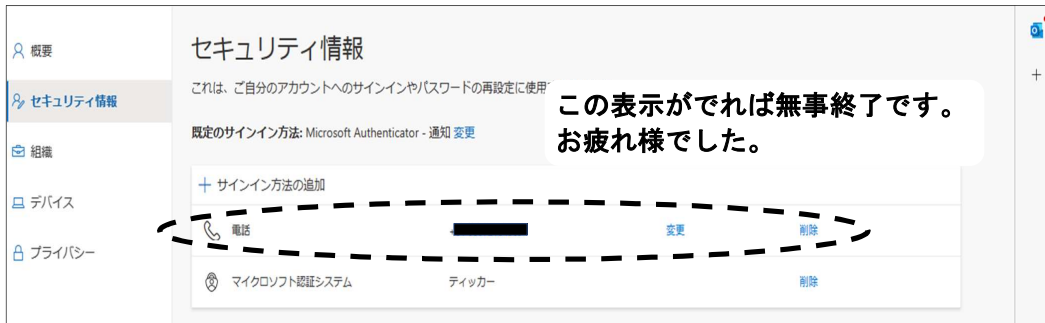 概要
セキュリティ情報
組織
デバイス
プライバシー
セキュリティ情報
これは、ご自分のアカウントへのサインインやパスワードの再設定に使用
既定のサインイン方法: Microsoft Authenticator - 通知 変更
この表示がでれば無事終了です。
お疲れ様でした。
+ サインイン方法の追加
電話 変更 削除
マイクロソフト認証システム ティッカー 削除